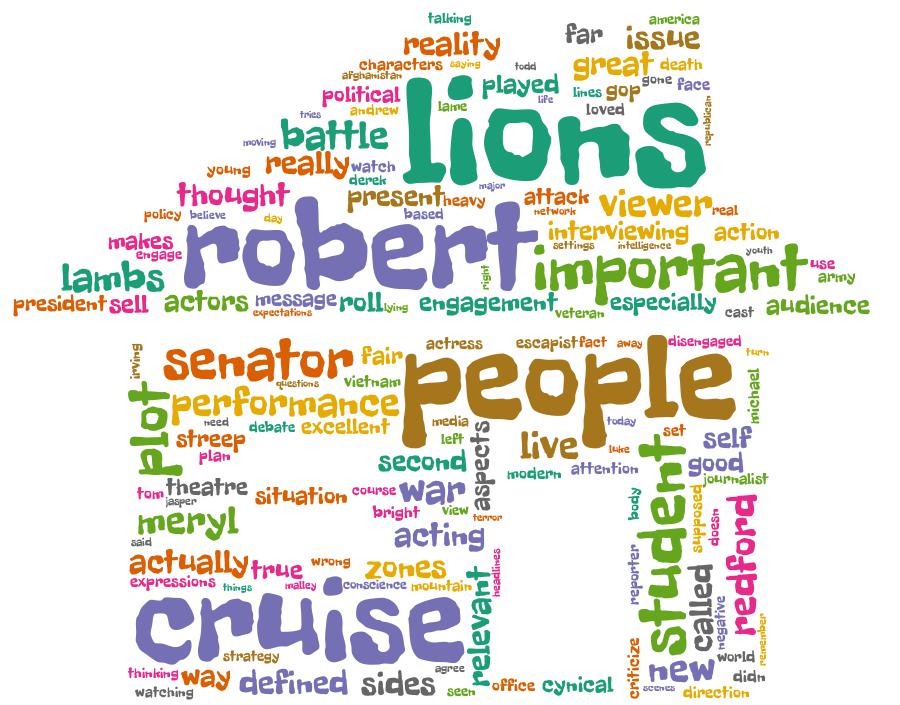 talking
america
far
issue
reality
characters
saying
todd
great
death
afghanistan
played
gone
face
political
lines
gop
andrew
lame
life
loved
republican
lions
tries
battle
moving
young
really
watch
derek
major
thought
present
heavy
attack
viewer
real
policy
believe
day
based
network
interviewing
action
makes
engage
robert
settings
intelligence
youth
lambs
right
important
use
army
president
sell
actors
message
roll
lying
engagement
veteran
especially
cast
audience
expectations
irving
senator
fair
actress
escapist
fact
away
disengaged
turn
questions
vietnam
people
michael
plot
performance
need
debate
excellent
media
today
streep
left
live
luke
set
self
plan
second
aspects
modern
attention
good
journalist
tom
theatre
jasper
situation
course
war
body
student
supposed
doesn
redford
meryl
bright
view
terror
said
acting
actually
true
wrong
zones
headlines
reporter
expressions
things
malley
conscience
mountain
relevant
called
negative
remember
cruise
strategy
agree
criticize
world
thinking
way
defined
sides
new
didn
watching
seen
office
cynical
scenes
direction